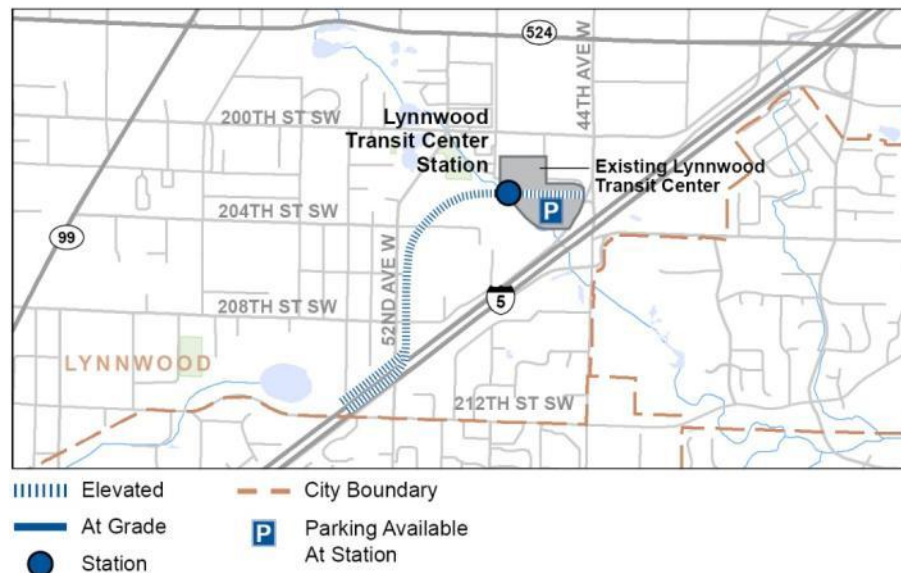 524
44TH AVE W
200TH ST SW
Lynnwood
Transit Center
Station
Existing Lynnwood
Transit Center
P
204TH ST SW
99
52ND AVE W
5
208TH ST SW
LYNNWOOD
212TH ST SW
Elevated
City Boundary
At Grade
P
Parking Available
At Station
Station